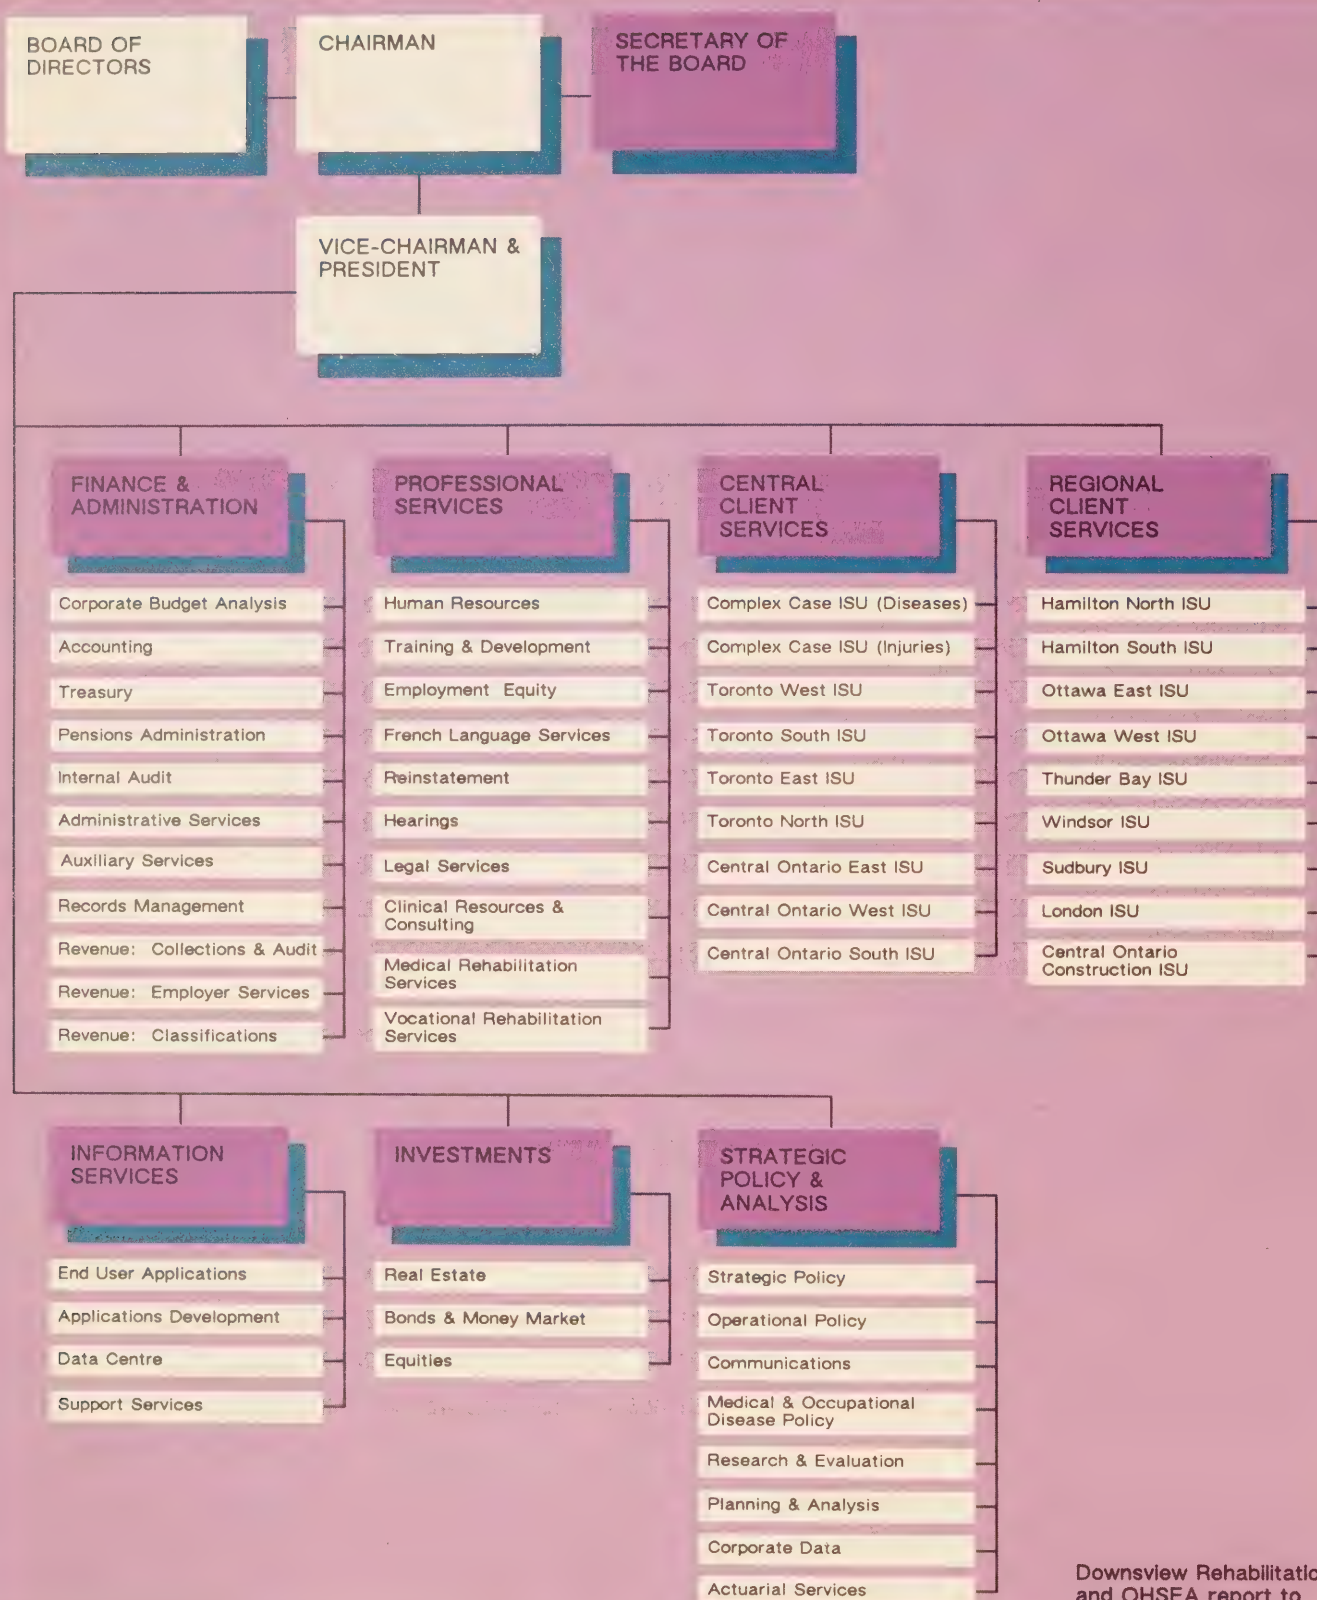 BOARD OF
DIRECTORS
CHAIRMAN
SECRETARY OF
THE BOARD
VICE-CHAIRMAN &
PRESIDENT
FINANCE &
ADMINISTRATION
Corporate Budget Analysis
Accounting
Treasury
Pensions Administration
Internal Audit
Administrative Services
Auxiliary Services
Records Management
Revenue: Collections & Audit
Revenue: Employer Services
Revenue: Classifications
PROFESSIONAL
SERVICES
Human Resources
Training & Development
Employment Equity
French Language Services
Reinstatement
Hearings
Legal Services
Clinical Resources &
Consulting
Medical Rehabilitation
Services
Vocational Rehabilitation
Services
CENTRAL
CLIENT
SERVICES
Complex Case ISU (Diseases)
Complex Case ISU (Injuries)
Toronto West ISU
Toronto South ISU
Toronto East ISU
Toronto North ISU
Central Ontario East ISU
Central Ontario West ISU
Central Ontario South ISU
REGIONAL
CLIENT
SERVICES
Hamilton North ISU
Hamilton South ISU
Ottawa East ISU
Ottawa West ISU
Thunder Bay ISU
Windsor ISU
Sudbury ISU
London ISU
Central Ontario
Construction ISU
INFORMATION
SERVICES
End User Applications
Applications Development
Data Centre
Support Services
INVESTMENTS
Real Estate
Bonds & Money Market
Equities
STRATEGIC
POLICY &
ANALYSIS
Strategic Policy
Operational Policy
Communications
Medical & Occupational
Disease Policy
Research & Evaluation
Planning & Analysis
Corporate Data
Actuarial Services
Downsview Rehabilitatio
and OHSEA report to